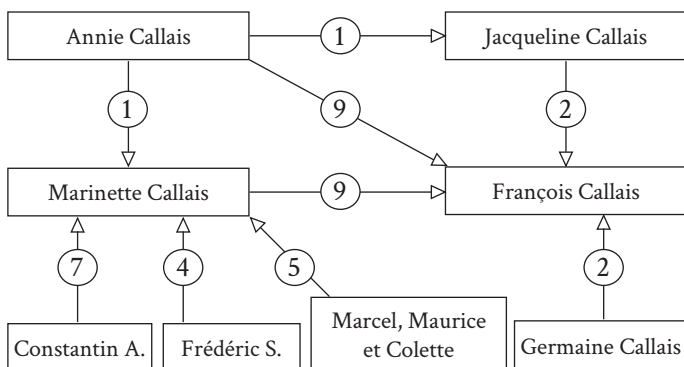 Annie Callais
1
Jacqueline Callais
1
9
2
Marinette Callais
9
François Callais
7
4
5
2
Constantin A.
Frédéric S.
Marcel, Maurice
et Colette
Germaine Callais